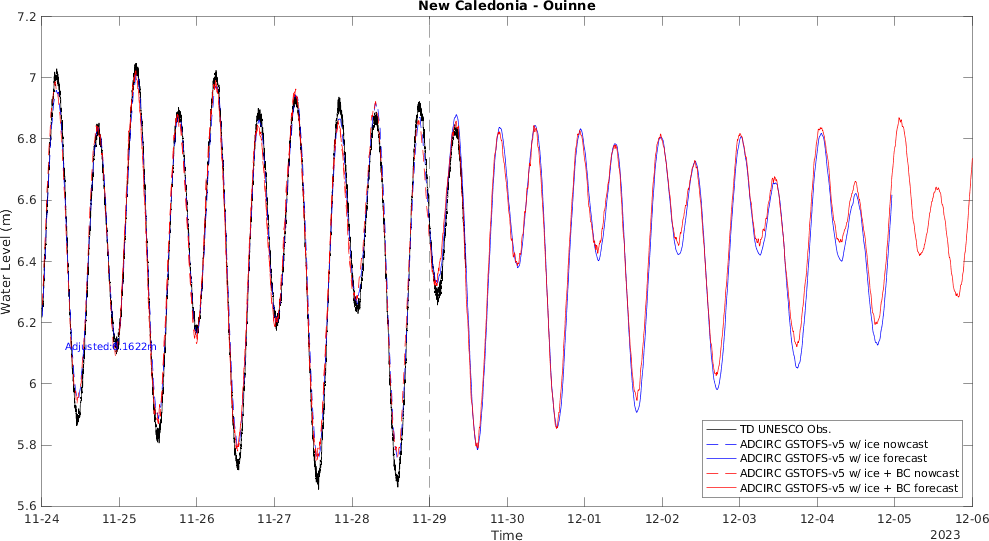 New Caledonia - Ouinne
7.2
7
6.8
6.6
6.4
6.2
6
5.8
5.6
Water Level (m)
TD UNESCO Obs.
ADCIRC GSTOFS-v5 w/ ice nowcast
ADCIRC GSTOFS-v5 w/ ice forecast
ADCIRC GSTOFS-v5 w/ ice + BC nowcast
ADCIRC GSTOFS-v5 w/ ice + BC forecast
11-24 11-25 11-26 11-27 11-28 11-29 11-30 12-01 12-02 12-03 12-04 12-05 12-06
Time
2023